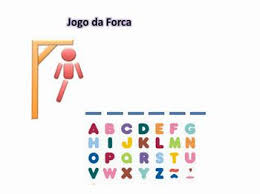 Jogo da Forca
A B C D E F G
H I J K L M N
O P Q R S T U
V W X Y Z ~ ´